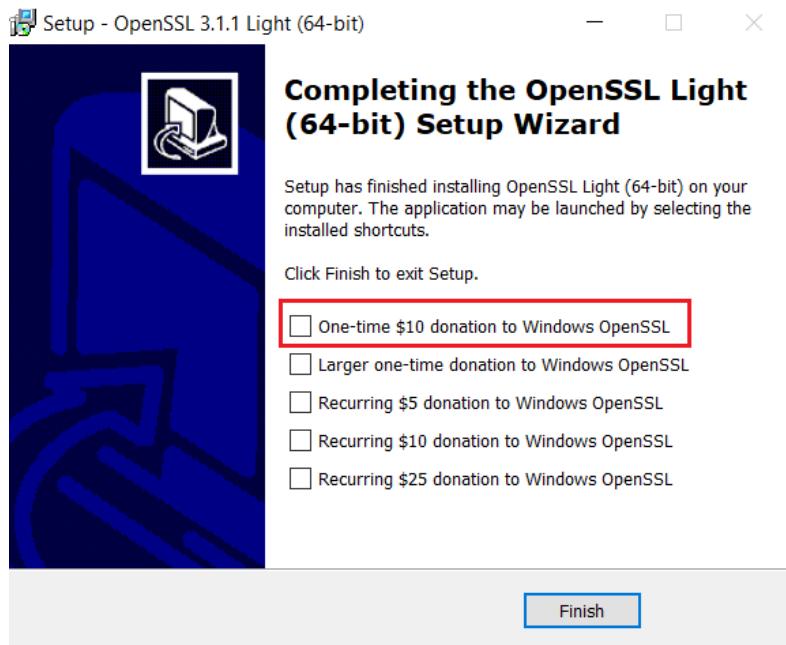 Setup - OpenSSL 3.1.1 Light (64-bit)
Completing the OpenSSL Light
(64-bit) Setup Wizard
Setup has finished installing OpenSSL Light (64-bit) on your
computer. The application may be launched by selecting the
installed shortcuts.
Click Finish to exit Setup.
One-time $10 donation to Windows OpenSSL
Larger one-time donation to Windows OpenSSL
Recurring $5 donation to Windows OpenSSL
Recurring $10 donation to Windows OpenSSL
Recurring $25 donation to Windows OpenSSL
Finish